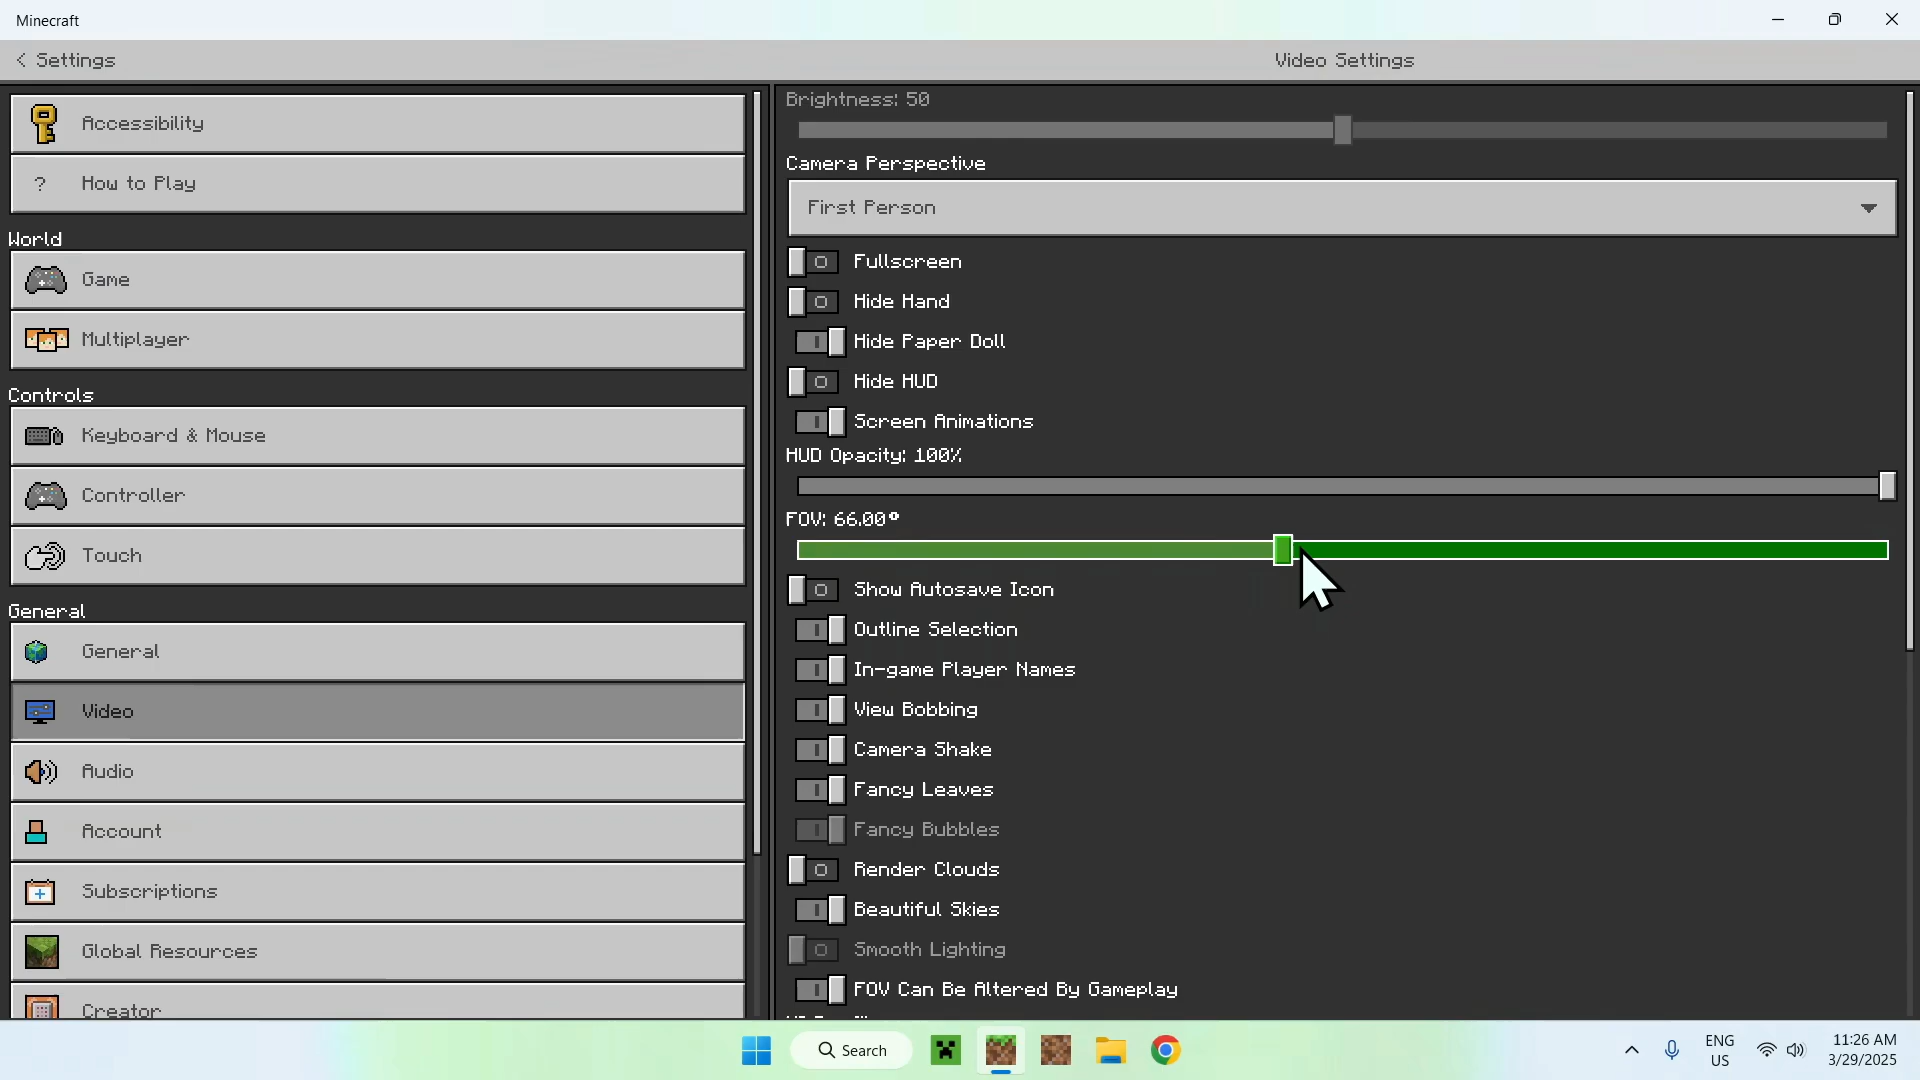 Minecraft
Settings
Video Settings
Accessibility
How to Play
World
Game
Multiplayer
Controls
Keyboard & Mouse
Controller
Touch
General
General
Video
Audio
Account
Subscriptions
Global Resources
Creator
Brightness: 50
Camera Perspective
First Person
Fullscreen
Hide Hand
Hide Paper Doll
Hide HUD
Screen Animations
HUD Opacity: 100%
FOV: 66.00°
Show Autosave Icon
Outline Selection
In-game Player Names
View Bobbing
Camera Shake
Fancy Leaves
Fancy Bubbles
Render Clouds
Beautiful Skies
Smooth Lighting
FOV Can Be Altered By Gameplay
Search
ENG
US
11:26 AM
3/29/2025